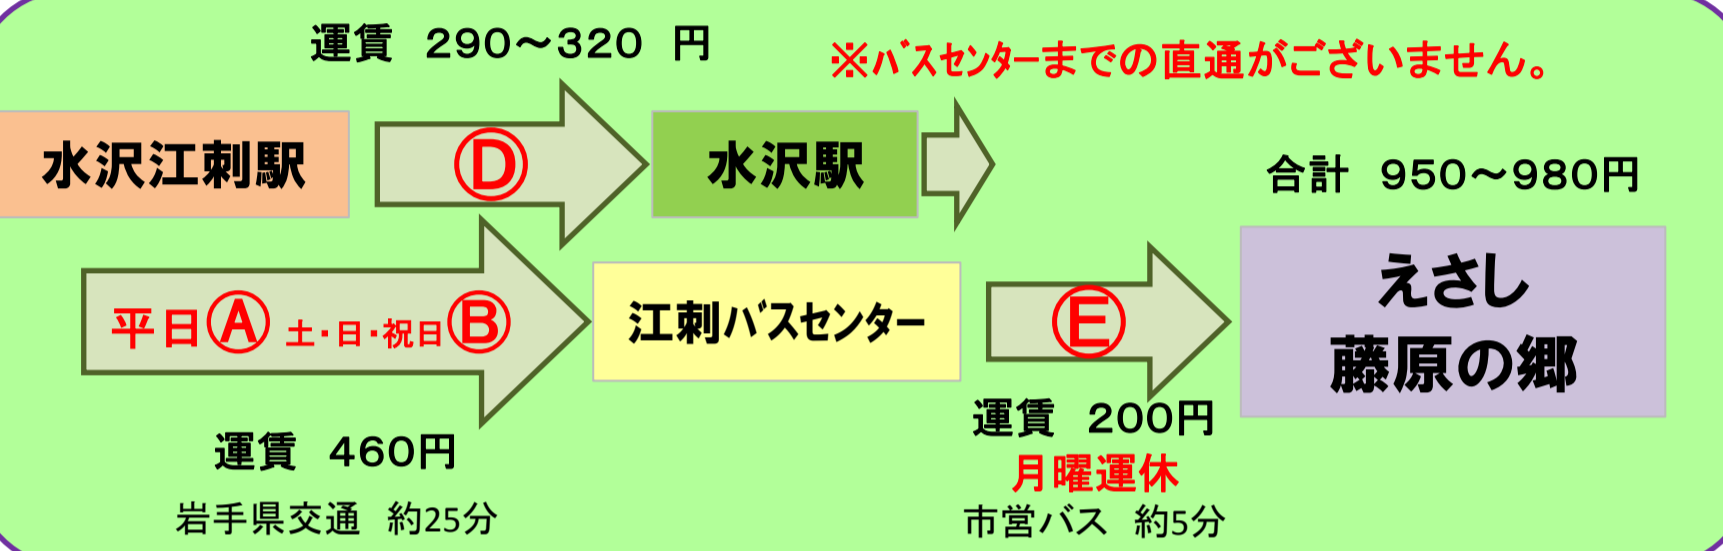 運賃 290~320 円
※バスセンターまでの直通がございません。
水沢江刺駅
Ⓓ
水沢駅
合計 950~980円
平日Ⓐ 土・日・祝日Ⓑ
江刺バスセンター
Ⓔ
えさし
藤原の郷
運賃 460円
岩手県交通 約25分
運賃 200円
月曜運休
市営バス 約5分